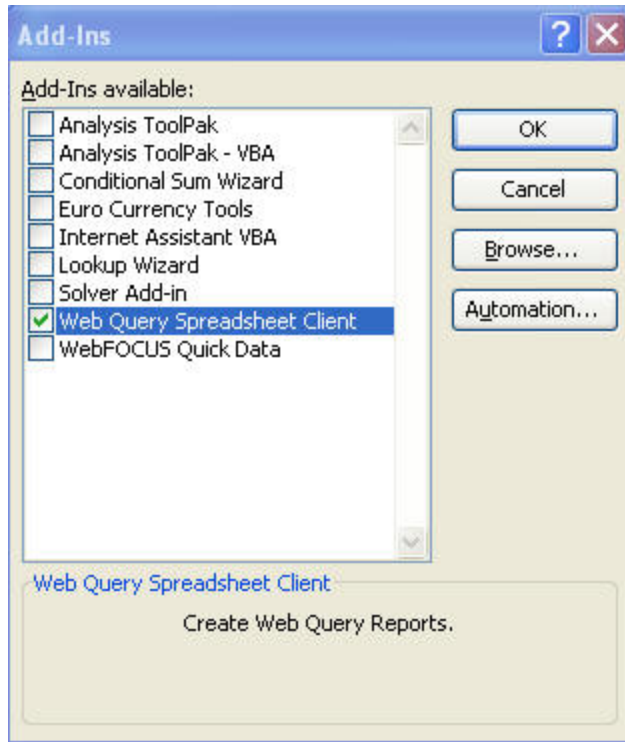 Add-Ins
Add-Ins available:
Analysis ToolPak
Analysis ToolPak - VBA
Conditional Sum Wizard
Euro Currency Tools
Internet Assistant VBA
Lookup Wizard
Solver Add-in
Web Query Spreadsheet Client
WebFOCUS Quick Data
OK
Cancel
Browse...
Automation...
Web Query Spreadsheet Client
Create Web Query Reports.